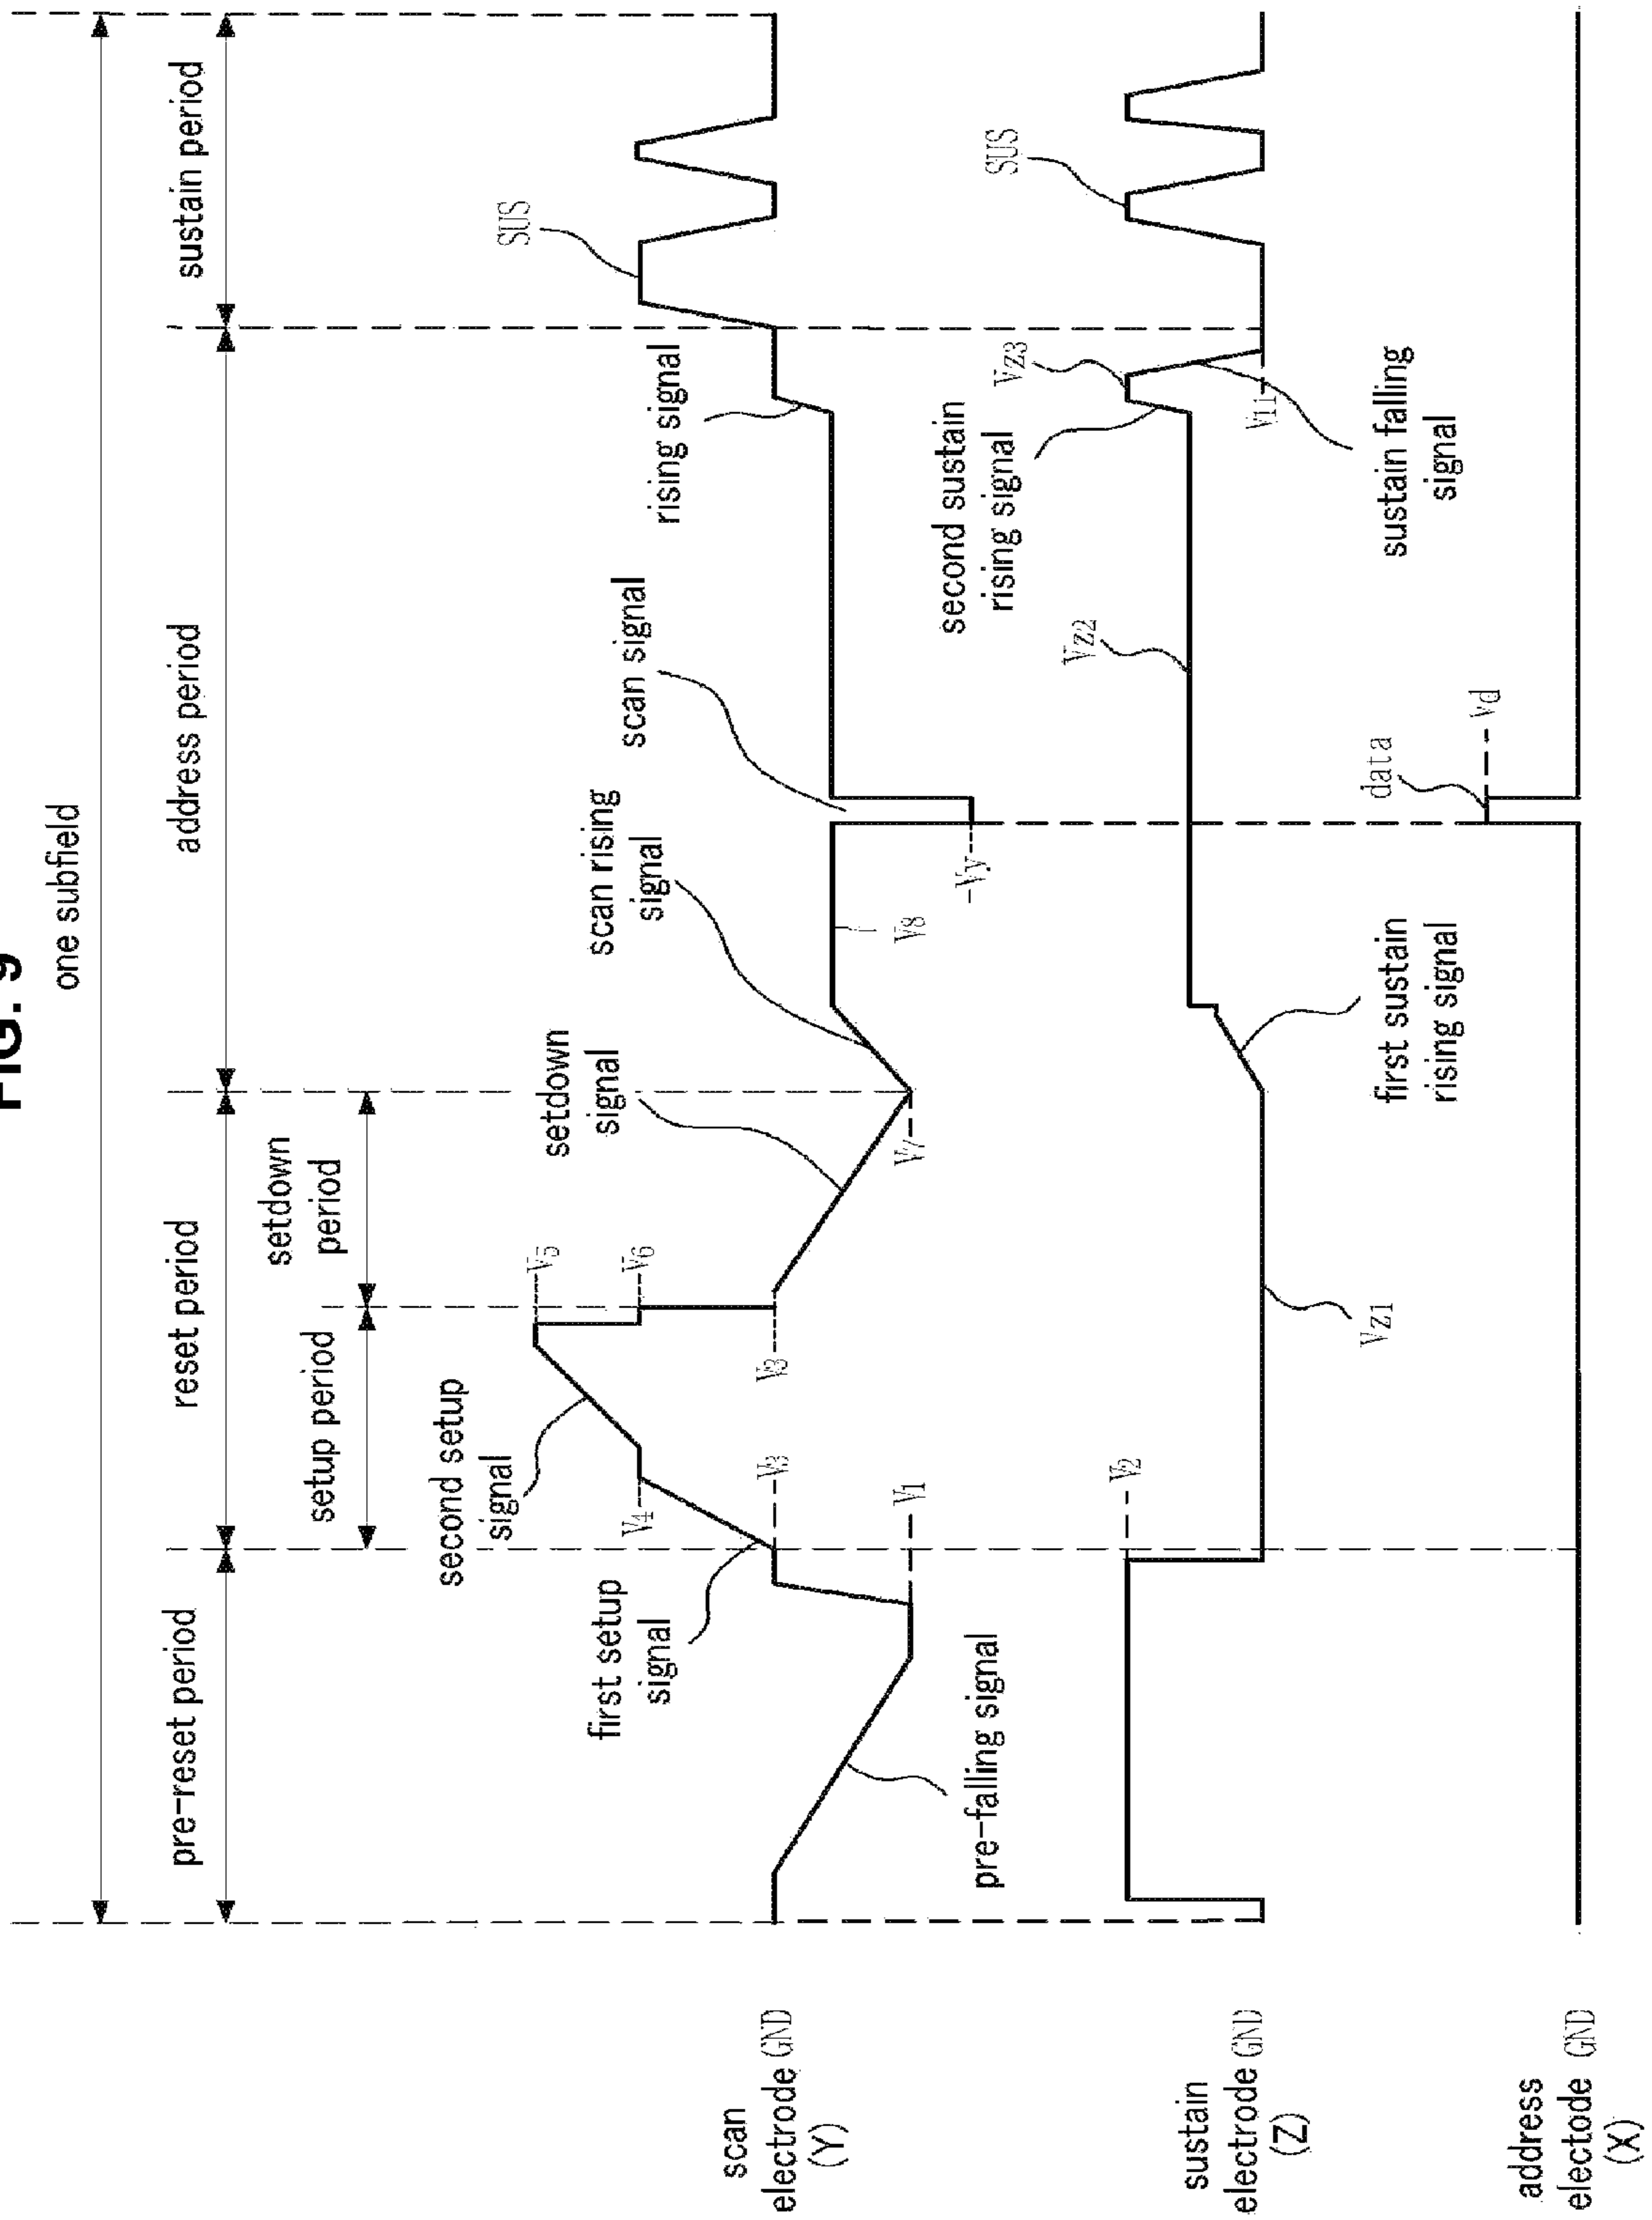 FIG. 9
one subfield
pre-reset period
reset period
address period
sustain period
setup period
setdown
period
scan
electrode GND
(Y)
first setup
signal
second setup
signal
V4
V3
V1
V5
V6
V3
setdown
signal
V7
scan rising
signal
V8
-Vy
scan signal
rising signal
SUS
pre-falling signal
sustain
electrode GND
(Z)
V2
Vz1
first sustain
rising signal
Vz2
second sustain
rising signal
Vz3
V11
sustain falling
signal
SUS
address
electode GND
(X)
data
Vd